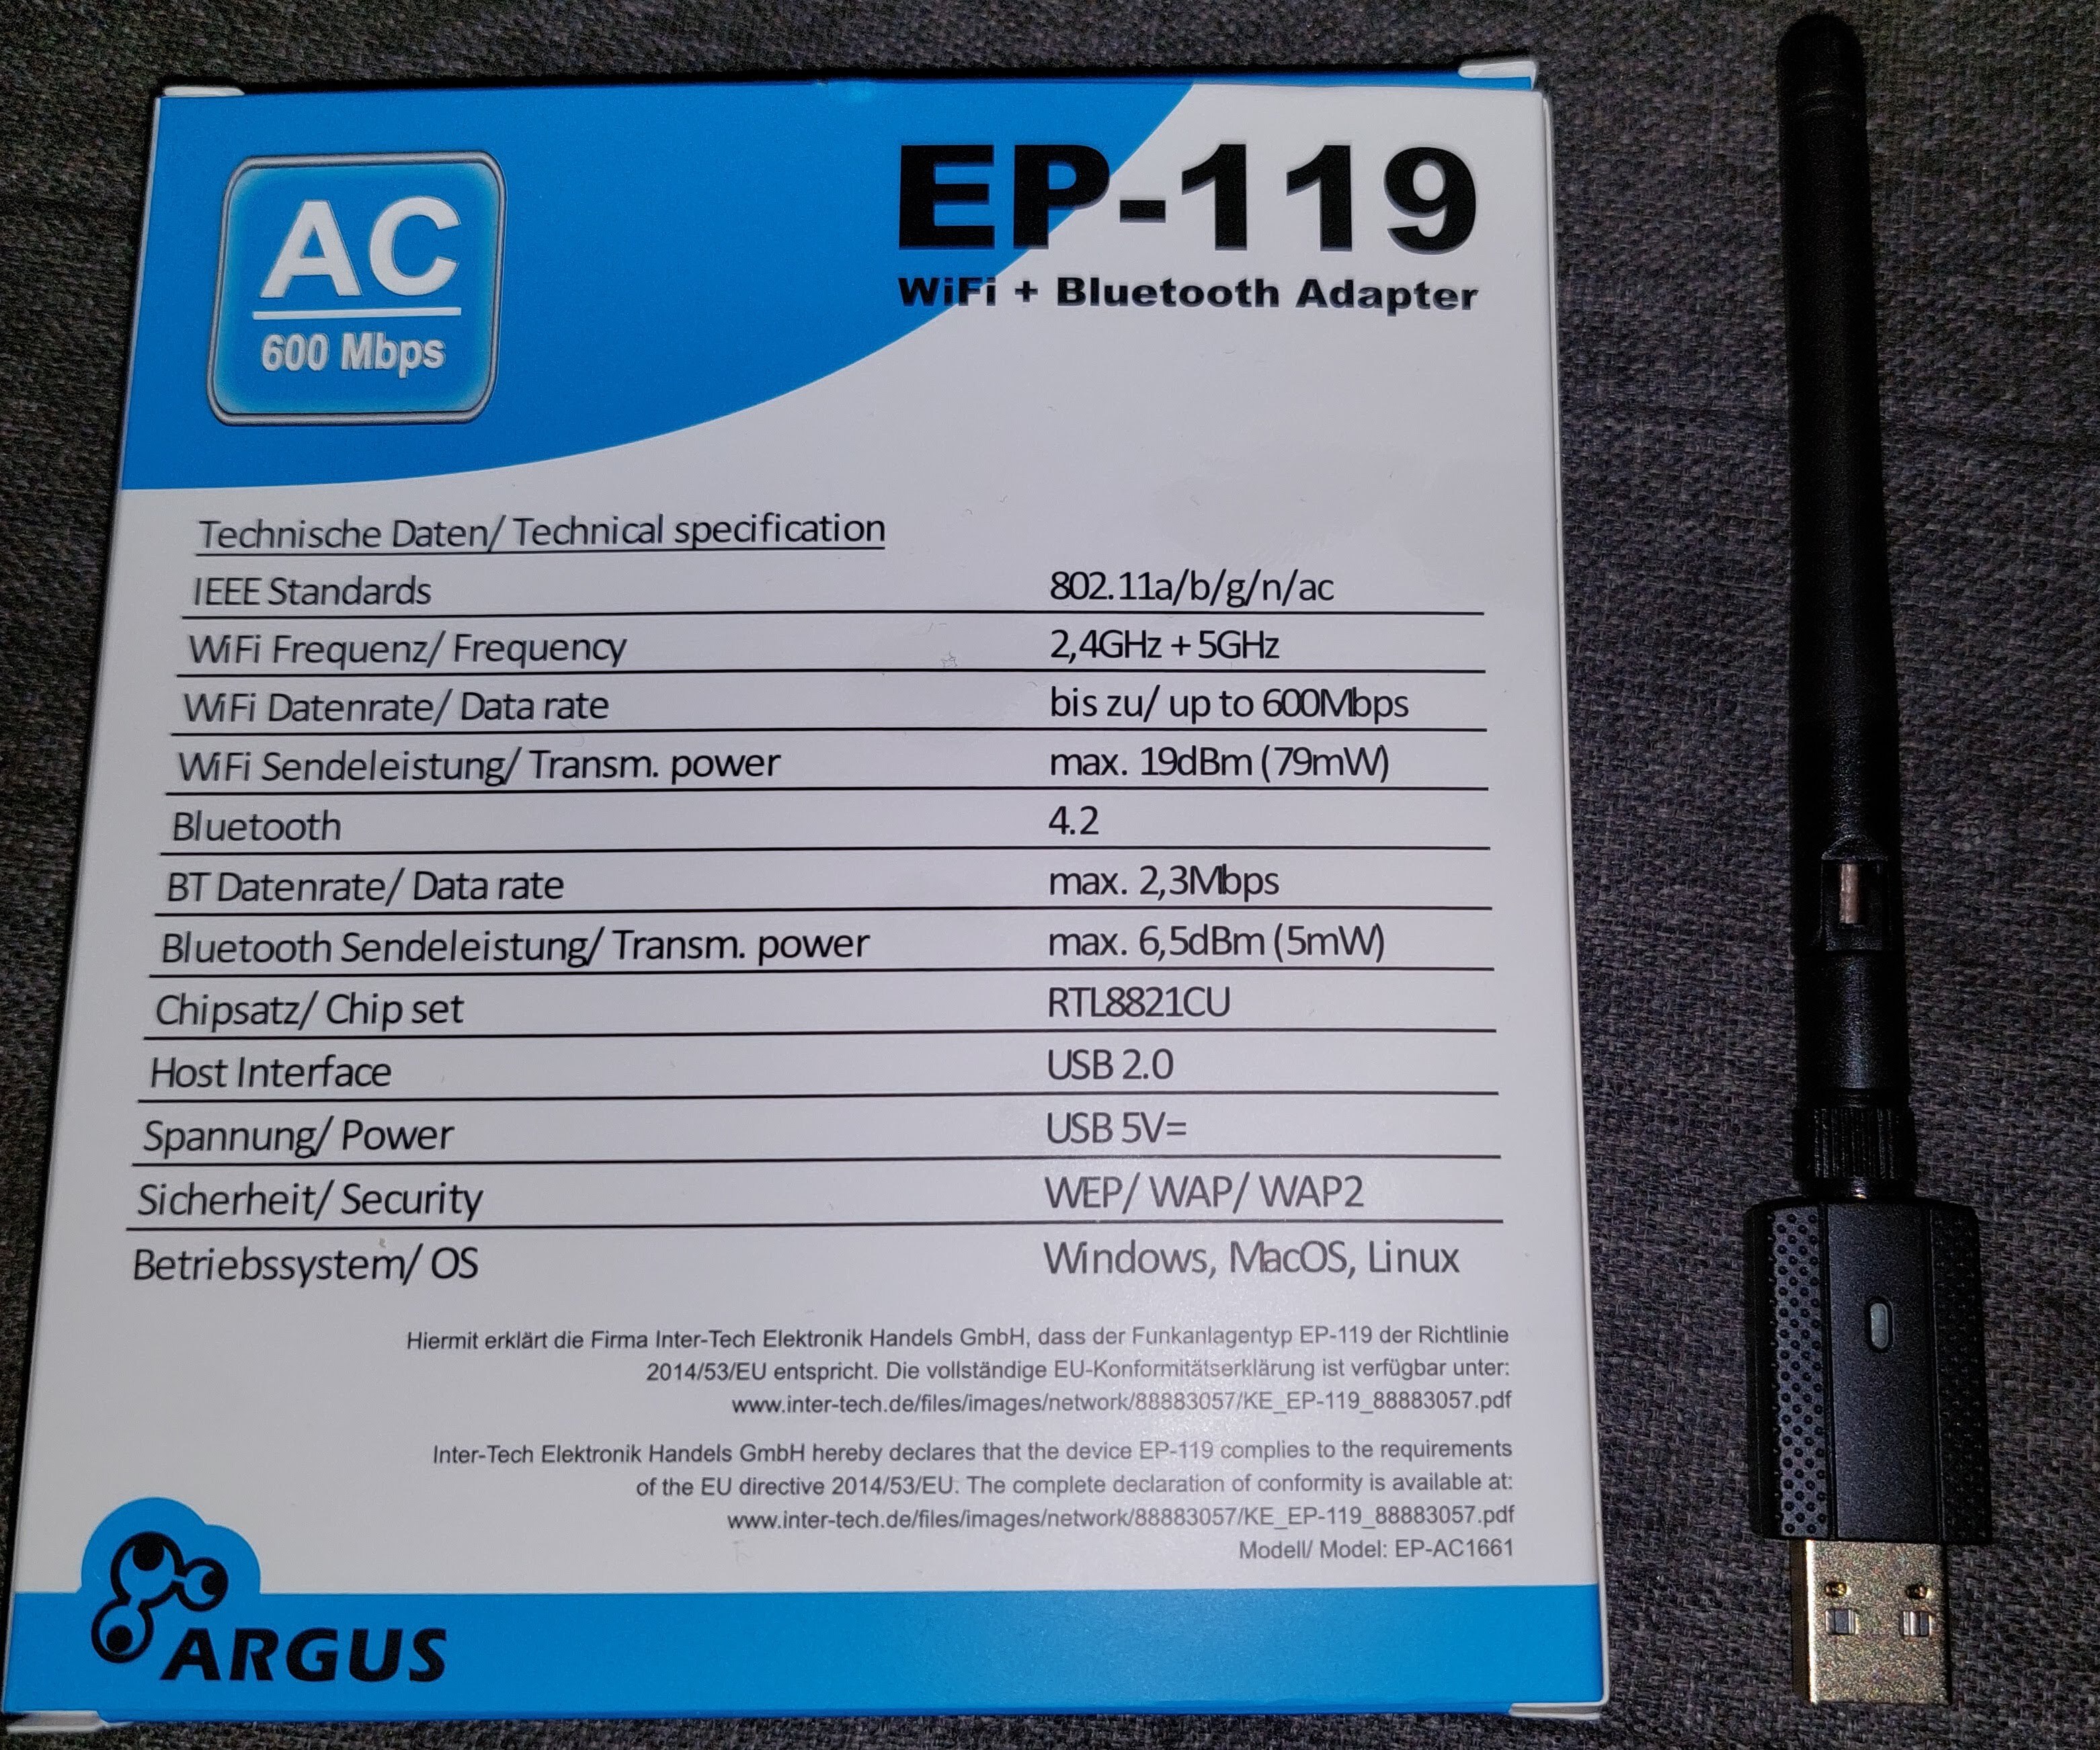 AC
600 Mbps
EP-119
WiFi + Bluetooth Adapter
Technische Daten/ Technical specification
IEEE Standards 802.11a/b/g/n/ac
WiFi Frequenz/ Frequency 2,4GHz + 5GHz
WiFi Datenrate/ Data rate bis zu/ up to 600Mbps
WiFi Sendeleistung/ Transm. power max. 19dBm (79mW)
Bluetooth 4.2
BT Datenrate/ Data rate max. 2,3Mbps
Bluetooth Sendeleistung/ Transm. power max. 6,5dBm (5mW)
Chipsatz/ Chip set RTL8821CU
Host Interface USB 2.0
Spannung/ Power USB 5V=
Sicherheit/ Security WEP/ WAP/ WAP2
Betriebssystem/ OS Windows, MacOS, Linux
Hiermit erklärt die Firma Inter-Tech Elektronik Handels GmbH, dass der Funkanlagentyp EP-119 der Richtlinie
2014/53/EU entspricht. Die vollständige EU-Konformitätserklärung ist verfügbar unter:
www.inter-tech.de/files/images/network/88883057/KE_EP-119_88883057.pdf
Inter-Tech Elektronik Handels GmbH hereby declares that the device EP-119 complies to the requirements
of the EU directive 2014/53/EU. The complete declaration of conformity is available at:
www.inter-tech.de/files/images/network/88883057/KE_EP-119_88883057.pdf
Modell/ Model: EP-AC1661
ARGUS